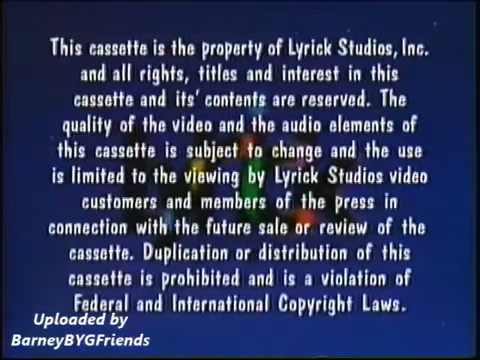 This cassette is the property of Lyrick Studios, Inc.
and all rights, titles and interest in this
cassette and its' contents are reserved. The
quality of the video and the audio elements of
this cassette is subject to change and the use
is limited to the viewing by Lyrick Studios video
customers and members of the press in
connection with the future sale or review of the
cassette. Duplication or distribution of this
cassette is prohibited and is a violation of
Federal and International Copyright Laws.
Uploaded by
BarneyBYGFriends